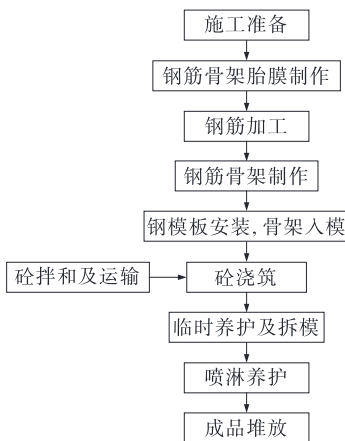 施工准备
钢筋骨架胎膜制作
钢筋加工
钢筋骨架制作
钢模板安装,骨架入模
砼拌和及运输
砼浇筑
临时养护及拆模
喷淋养护
成品堆放